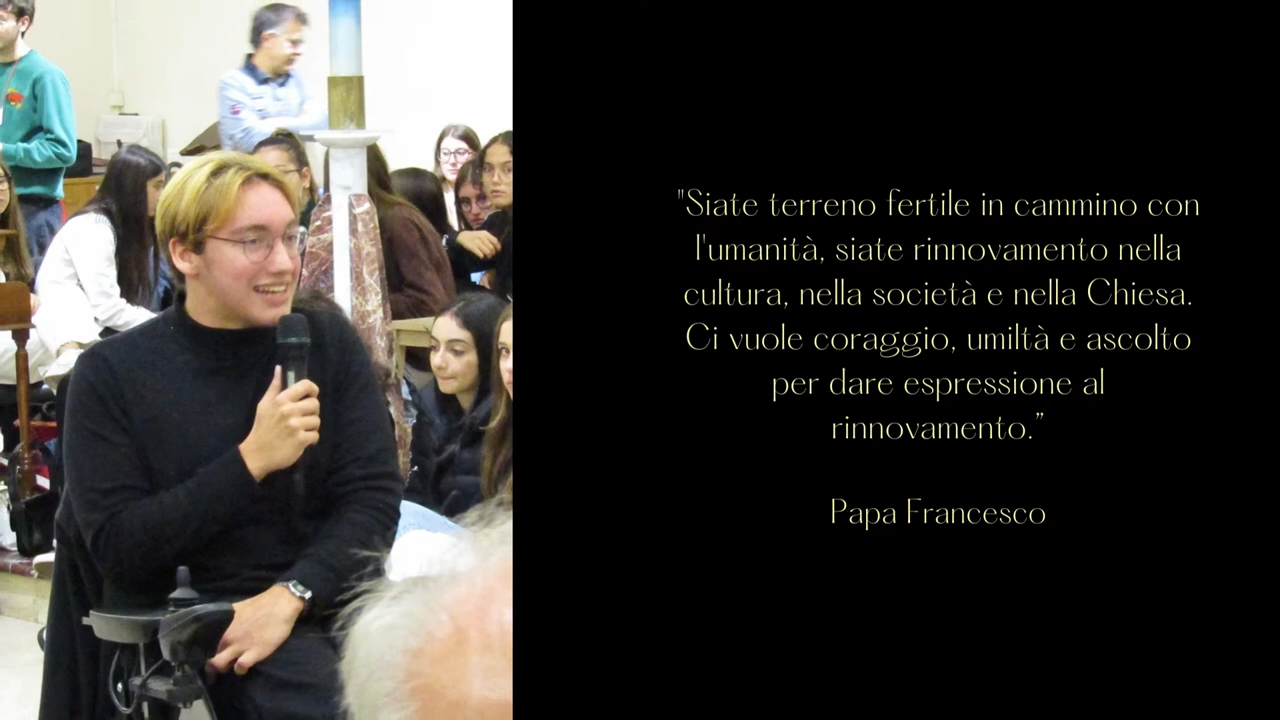 "Siate terreno fertile in cammino con
l'umanità, siate rinnovamento nella
cultura, nella società e nella Chiesa.
Ci vuole coraggio, umiltà e ascolto
per dare espressione al
rinnovamento.”
Papa Francesco